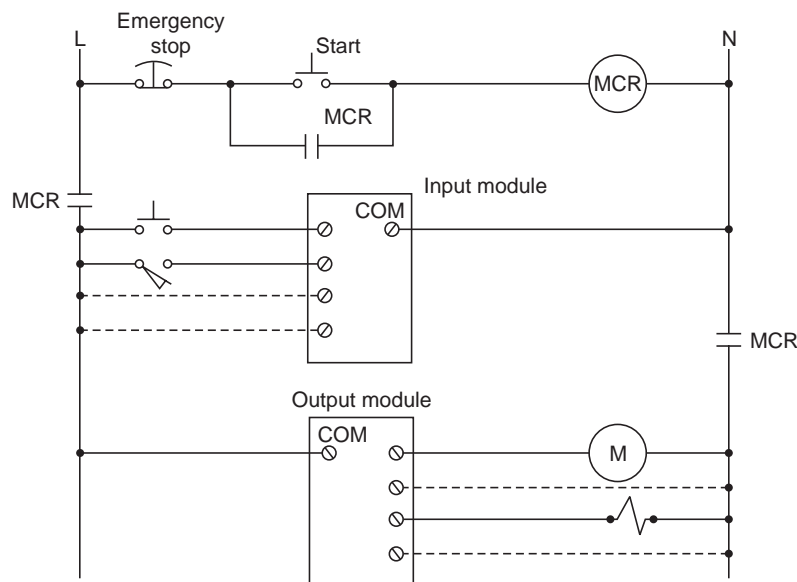 Emergency
stop
L
Start
N
MCR
MCR
MCR
Input module
COM
MCR
Output module
COM
M